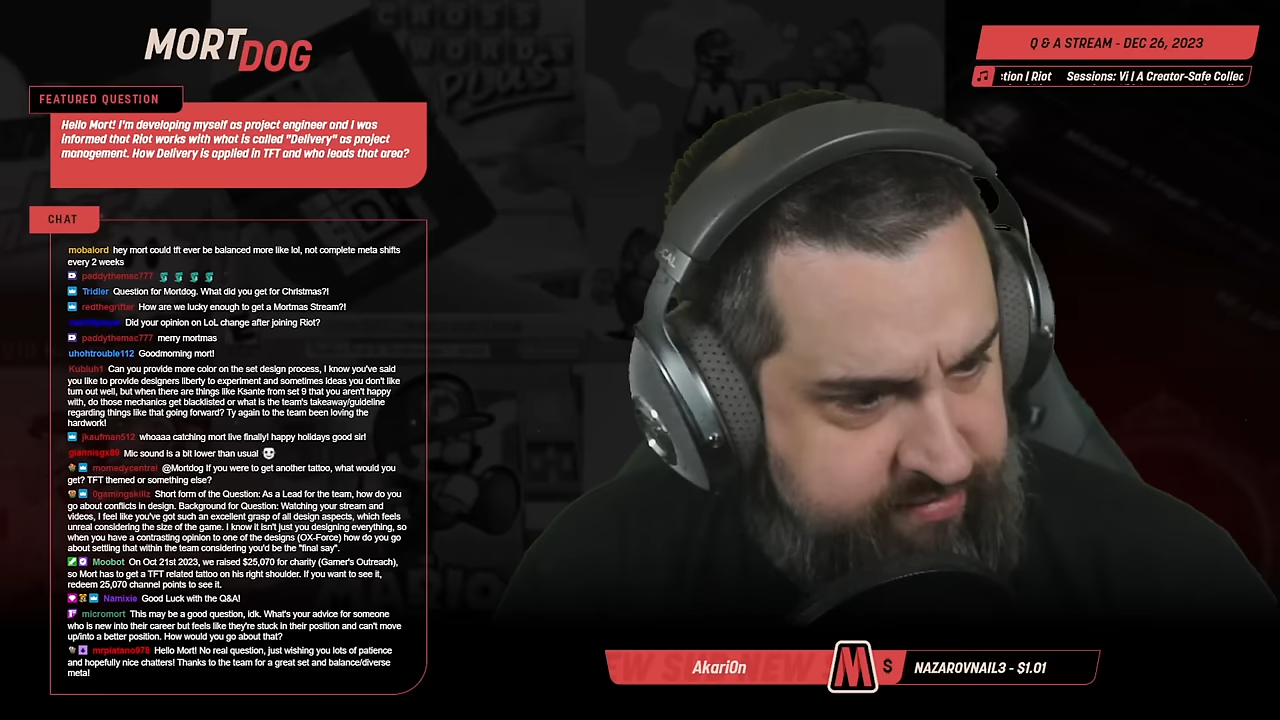 MORTDOG
Q & A STREAM - DEC 26, 2023
ction | Riot Sessions: Vi | A Creator-Safe Collec
FEATURED QUESTION
Hello Mort! I'm developing myself as project engineer and I was
informed that Riot works with what is called "Delivery" as project
management. How Delivery is applied in TFT and who leads that area?
CHAT
mobalord hey mort could tft ever be balanced more like lol, not complete meta shifts
every 2 weeks
paddythemac777
Tridler Question for Mortdog. What did you get for Christmas?!
redthegrifter How are we lucky enough to get a Mortmas Stream?!
Did your opinion on LoL change after joining Riot?
paddythemac777 merry mortmas
uhohtrouble112 Goodmorning mort!
Kubluh1 Can you provide more color on the set design process, I know you've said
you like to provide designers liberty to experiment and sometimes ideas you don't like
turn out well, but when there are things like Ksante from set 9 that you aren't happy
with, do those mechanics get blacklisted or what is the team's takeaway/guideline
regarding things like that going forward? Ty again to the team been loving the
hardwork!
jkaufman512 whoaaa catching mort live finally! happy holidays good sir!
giannisgx89 Mic sound is a bit lower than usual
momedycentral @Mortdog If you were to get another tattoo, what would you
get? TFT themed or something else?
0gamingskillz Short form of the Question: As a Lead for the team, how do you
go about conflicts in design. Background for Question: Watching your stream and
videos, I feel like you've got such an excellent grasp of all design aspects, which feels
unreal considering the size of the game. I know it isn't just you designing everything, so
when you have a contrasting opinion to one of the designs (OX-Force) how do you go
about settling that within the team considering you'd be the "final say".
Moobot On Oct 21st 2023, we raised $25,070 for charity (Gamer's Outreach),
so Mort has to get a TFT related tattoo on his right shoulder. If you want to see it,
redeem 25,070 channel points to see it.
Namixie Good Luck with the Q&A!
micromort This may be a good question, idk. What's your advice for someone
who is new into their career but feels like they're stuck in their position and can't move
up/into a better position. How would you go about that?
mrpiatano978 Hello Mort! No real question, just wishing you lots of patience
and hopefully nice chatters! Thanks to the team for a great set and balance/diverse
meta!
CROSS
WORDS
PLUS
MARIO
CAL
Akari0n
M
$
NAZAROVNAIL3 - $1.01